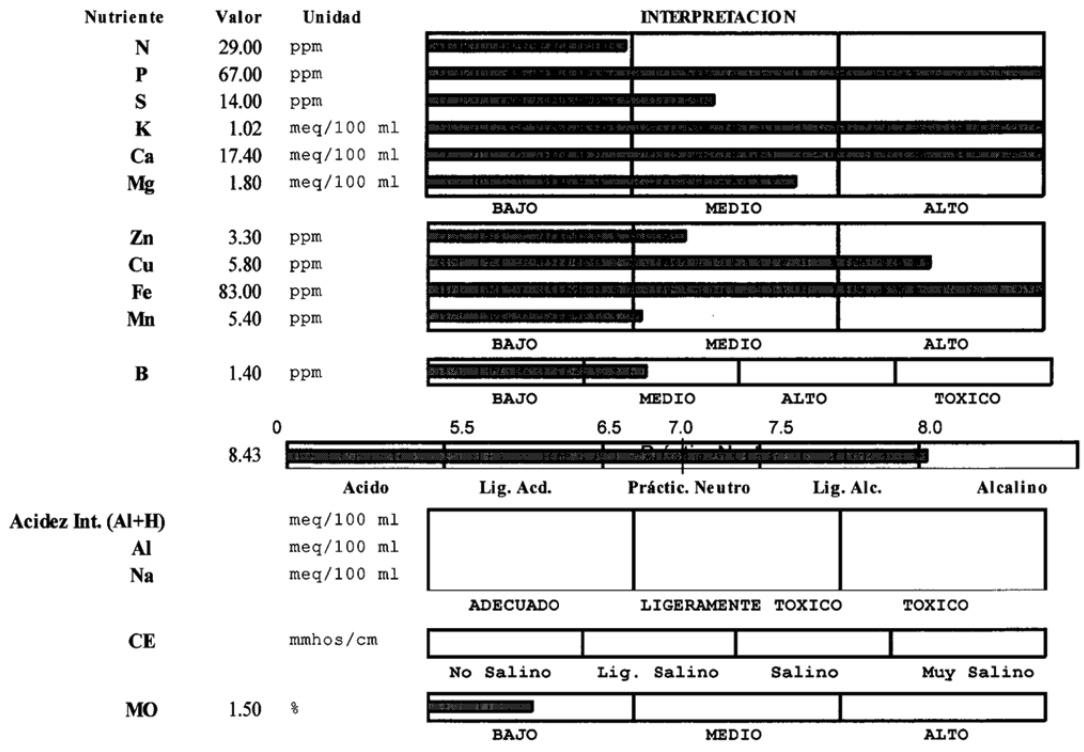 Nutriente Valor Unidad INTERPRETACION
N 29.00 ppm
P 67.00 ppm
S 14.00 ppm
K 1.02 meq/100 ml
Ca 17.40 meq/100 ml
Mg 1.80 meq/100 ml
BAJO MEDIO ALTO
Zn 3.30 ppm
Cu 5.80 ppm
Fe 83.00 ppm
Mn 5.40 ppm
BAJO MEDIO ALTO
B 1.40 ppm
BAJO MEDIO ALTO TOXICO
0 5.5 6.5 7.0 7.5 8.0
8.43
Acido Lig. Acd. Práctic. Neutro Lig. Alc. Alcalino
Acidez Int. (Al+H) meq/100 ml
Al meq/100 ml
Na meq/100 ml
ADECUADO LIGERAMENTE TOXICO TOXICO
CE mmhos/cm
No Salino Lig. Salino Salino Muy Salino
MO 1.50 %
BAJO MEDIO ALTO